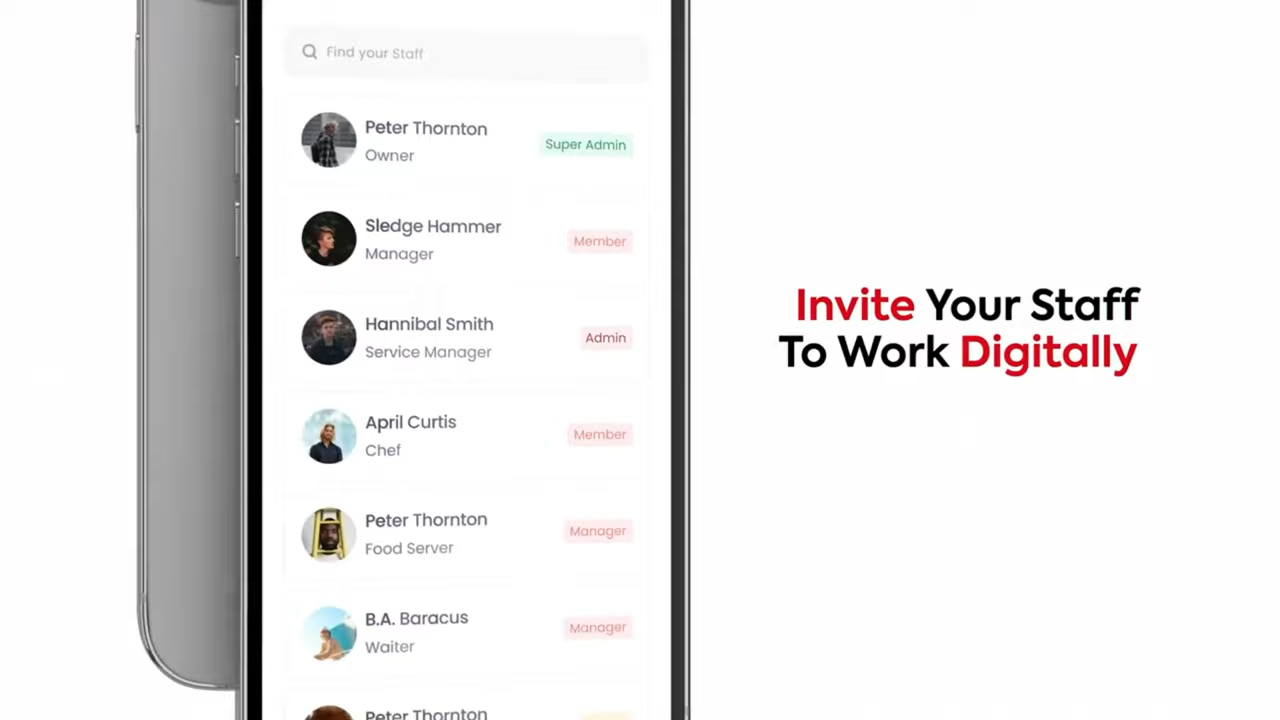 Find your Staff
Peter Thornton
Owner
Super Admin
Sledge Hammer
Manager
Member
Hannibal Smith
Service Manager
Admin
April Curtis
Chef
Member
Peter Thornton
Food Server
Manager
B.A. Baracus
Waiter
Manager
Peter Thornton
Invite Your Staff
To Work Digitally